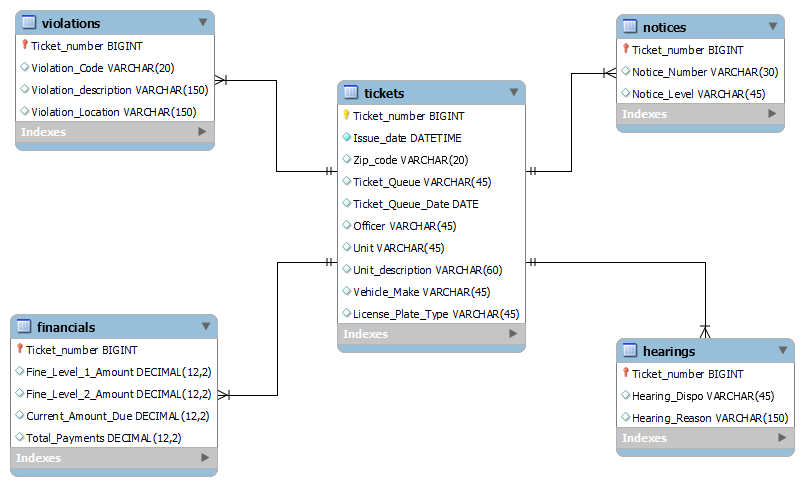 violations
Ticket_number BIGINT
Violation_Code VARCHAR(20)
Violation_description VARCHAR(150)
Violation_Location VARCHAR(150)
Indexes
notices
Ticket_number BIGINT
Notice_Number VARCHAR(30)
Notice_Level VARCHAR(45)
Indexes
tickets
Ticket_number BIGINT
Issue_date DATETIME
Zip_code VARCHAR(20)
Ticket_Queue VARCHAR(45)
Ticket_Queue_Date DATE
Officer VARCHAR(45)
Unit VARCHAR(45)
Unit_description VARCHAR(60)
Vehicle_Make VARCHAR(45)
License_Plate_Type VARCHAR(45)
Indexes
financials
Ticket_number BIGINT
Fine_Level_1_Amount DECIMAL(12,2)
Fine_Level_2_Amount DECIMAL(12,2)
Current_Amount_Due DECIMAL(12,2)
Total_Payments DECIMAL(12,2)
Indexes
hearings
Ticket_number BIGINT
Hearing_Dispo VARCHAR(45)
Hearing_Reason VARCHAR(150)
Indexes